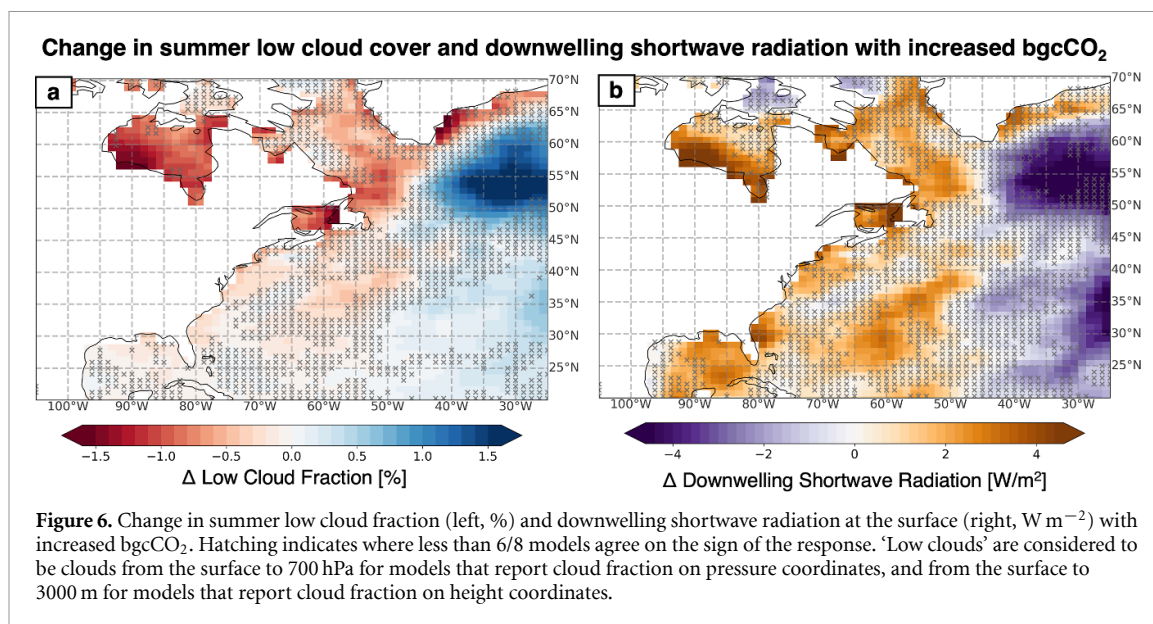 Change in summer low cloud cover and downwelling shortwave radiation with increased bgcCO₂
a
70°N
65°N
60°N
55°N
50°N
45°N
40°N
35°N
30°N
25°N
100°W 90°W 80°W 70°W 60°W 50°W 40°W 30°W
−1.5 −1.0 −0.5 0.0 0.5 1.0 1.5
Δ Low Cloud Fraction [%]
b
70°N
65°N
60°N
55°N
50°N
45°N
40°N
35°N
30°N
25°N
100°W 90°W 80°W 70°W 60°W 50°W 40°W 30°W
−4 −2 0 2 4
Δ Downwelling Shortwave Radiation [W/m²]
Figure 6. Change in summer low cloud fraction (left, %) and downwelling shortwave radiation at the surface (right, W m⁻²) with
increased bgcCO₂. Hatching indicates where less than 6/8 models agree on the sign of the response. ‘Low clouds’ are considered to
be clouds from the surface to 700 hPa for models that report cloud fraction on pressure coordinates, and from the surface to
3000 m for models that report cloud fraction on height coordinates.